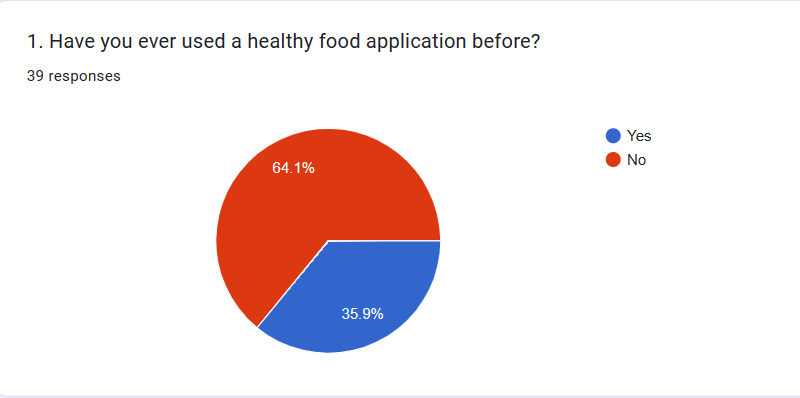 1. Have you ever used a healthy food application before?
39 responses
Yes
No
64.1%
35.9%